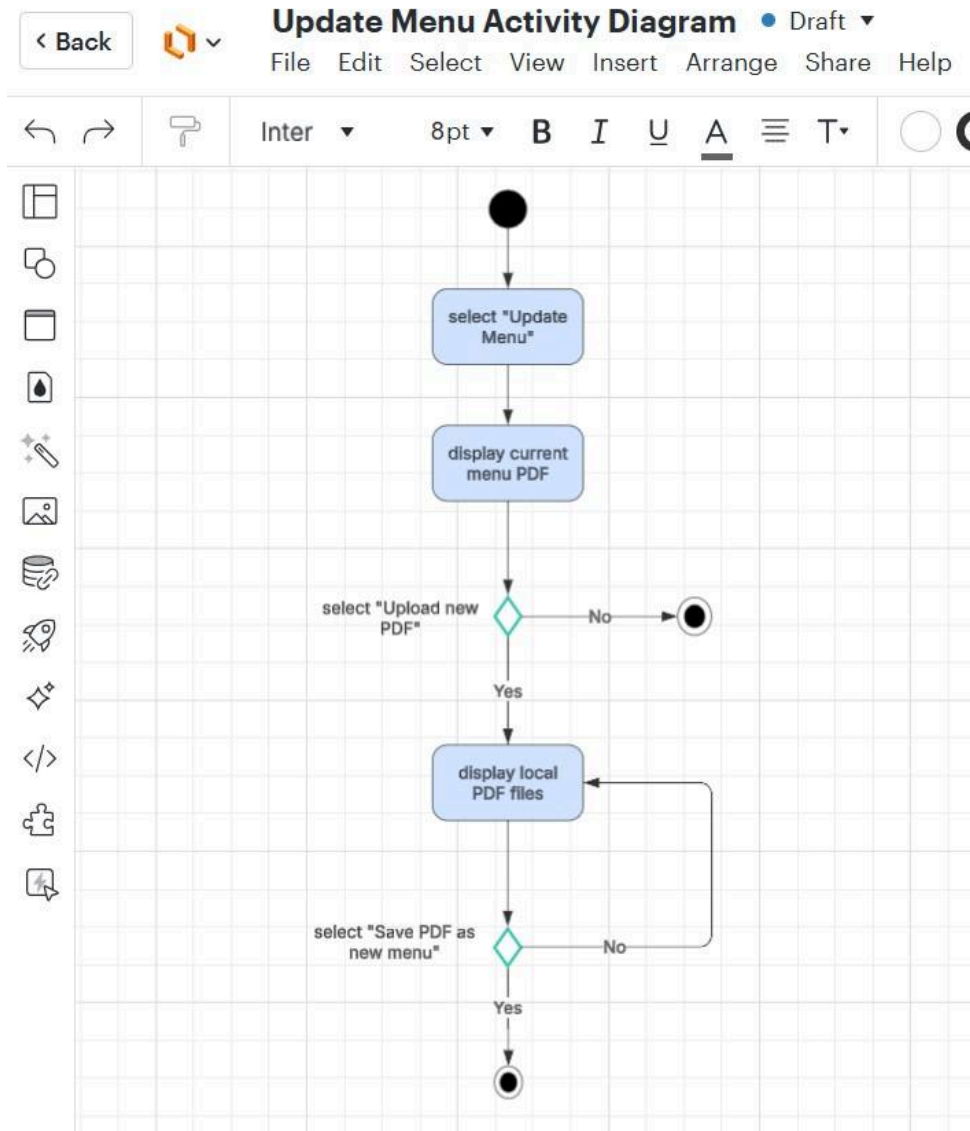 Back
Update Menu Activity Diagram
Draft
File Edit Select View Insert Arrange Share Help
Inter 8pt B I U A T
select "Update
Menu"
display current
menu PDF
select "Upload new
PDF"
No
Yes
display local
PDF files
select "Save PDF as
new menu"
No
Yes